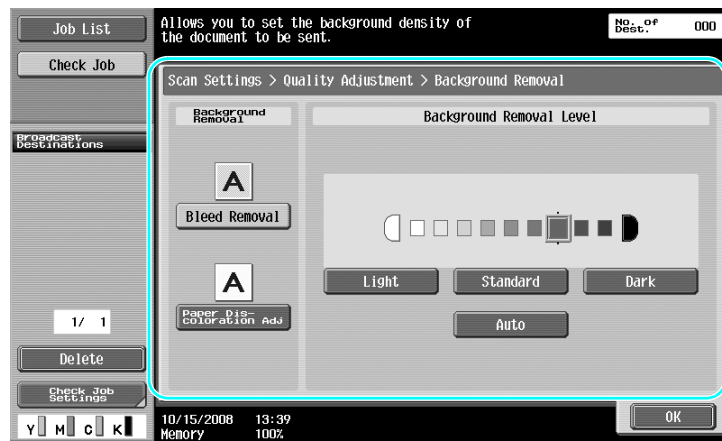 Job List
Allows you to set the background density of
the document to be sent.
No. of
Dest.
000
Check Job
Scan Settings > Quality Adjustment > Background Removal
Background
Removal
Background Removal Level
Broadcast
Destinations
A
Bleed Removal
A
Paper Dis-
coloration Adj
Light
Standard
Dark
Auto
1/ 1
Delete
Check Job
Settings
Y M C K
10/15/2008 13:39
Memory 100%
OK